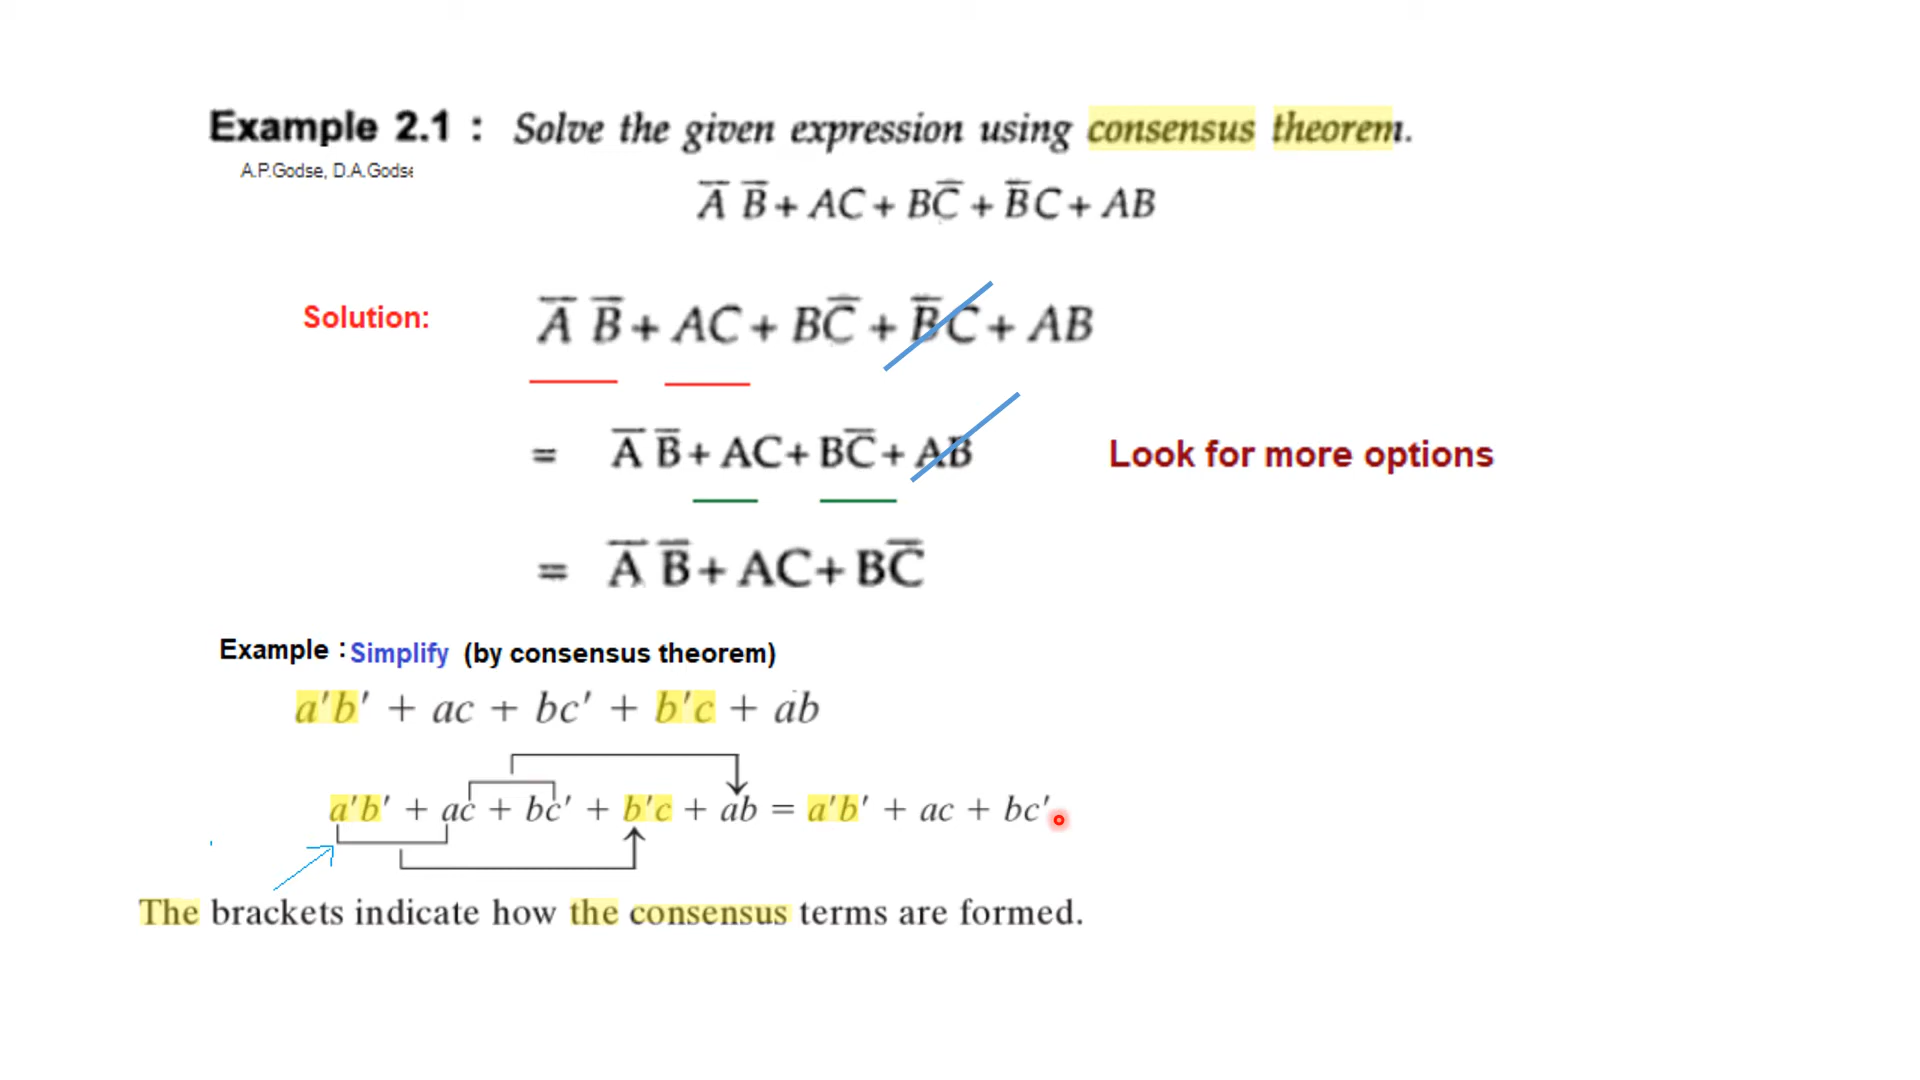 Example 2.1 : Solve the given expression using consensus theorem.
A.P.Godse, D.A.Godse
A̅ B̅ + AC + BC̅ + B̅C + AB
Solution: A̅ B̅ + AC + BC̅ + B̅C + AB
= A̅ B̅ + AC + BC̅ + AB Look for more options
= A̅ B̅ + AC + BC̅
Example : Simplify (by consensus theorem)
a′b′ + ac + bc′ + b′c + ab
a′b′ + ac + bc′ + b′c + ab = a′b′ + ac + bc′
The brackets indicate how the consensus terms are formed.